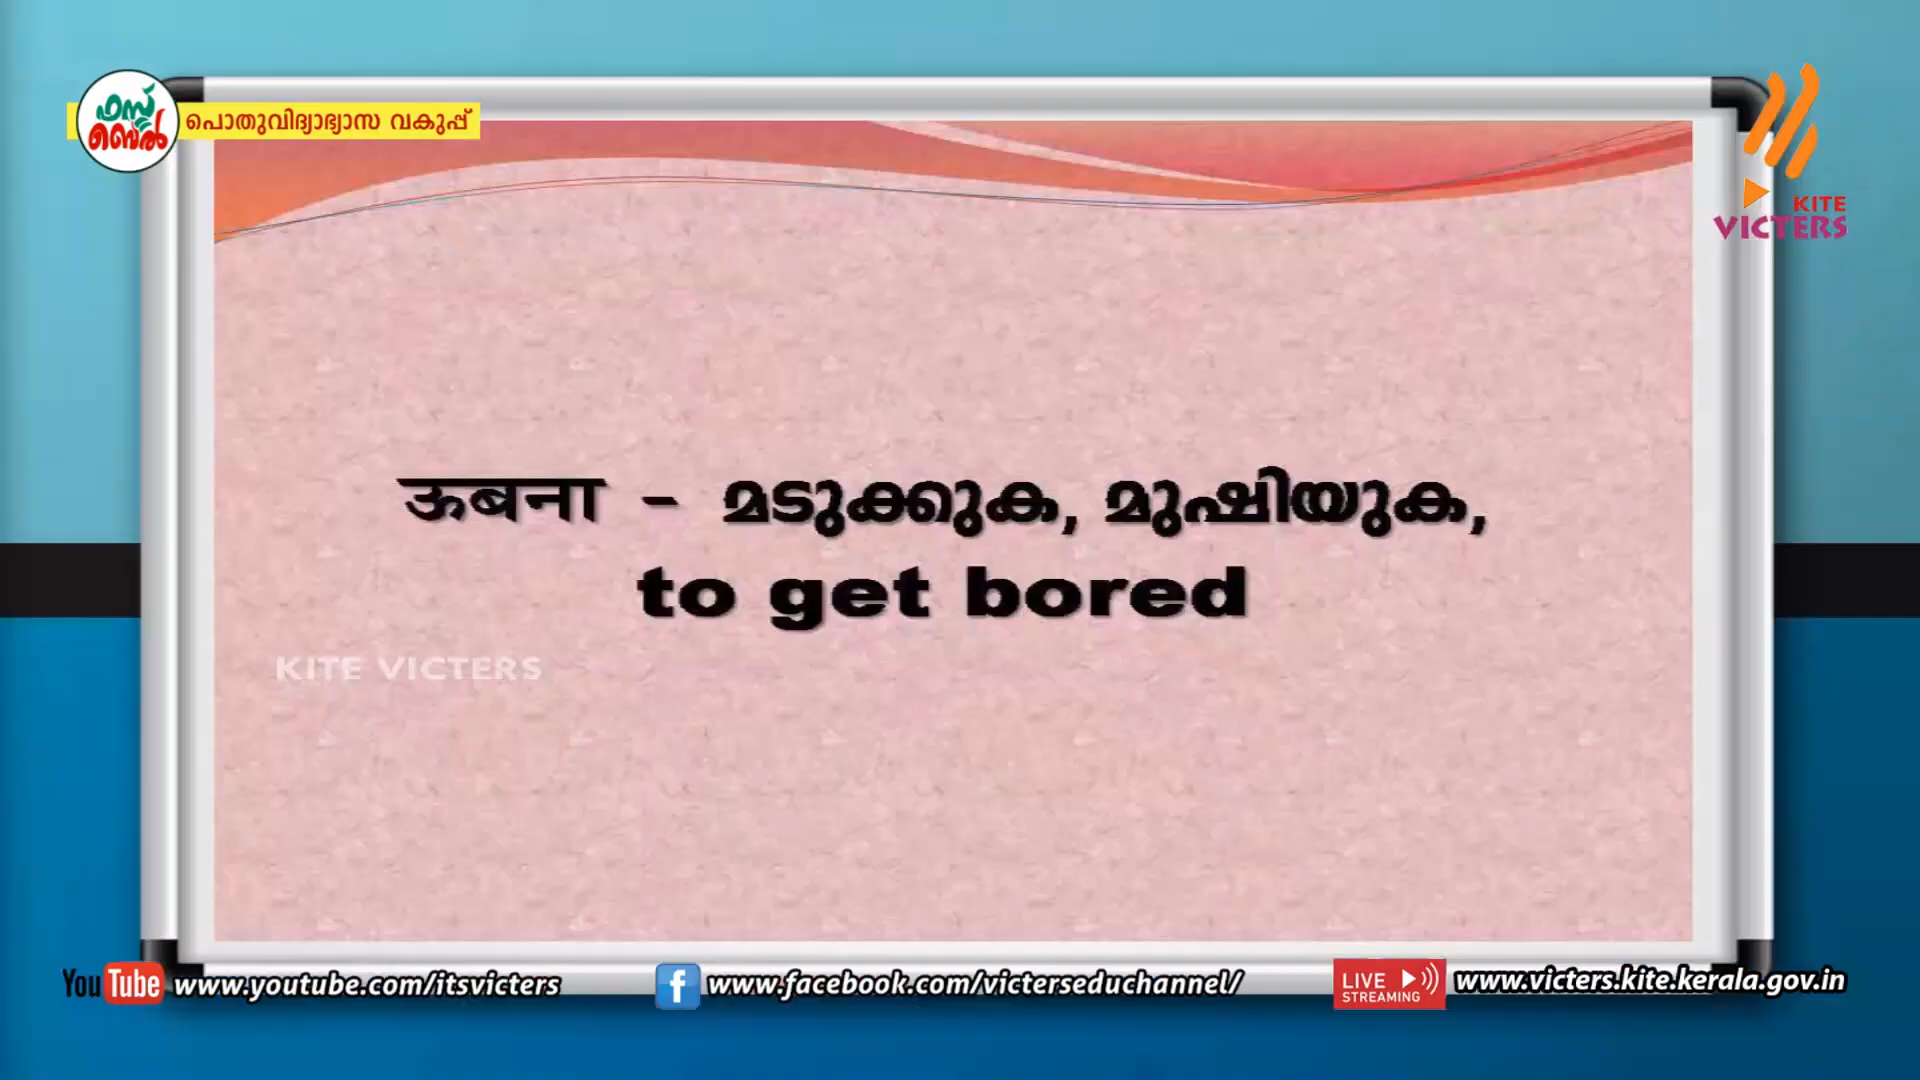 ഫസ്റ്റ്
ബെൽ
പൊതുവിദ്യാഭ്യാസ വകുപ്പ്
KITE
VICTERS
ऊबना - മടുക്കുക, മുഷിയുക,
to get bored
KITE VICTERS
YouTube www.youtube.com/itsvicters
f www.facebook.com/victerseduchannel/
LIVE
STREAMING
www.victers.kite.kerala.gov.in